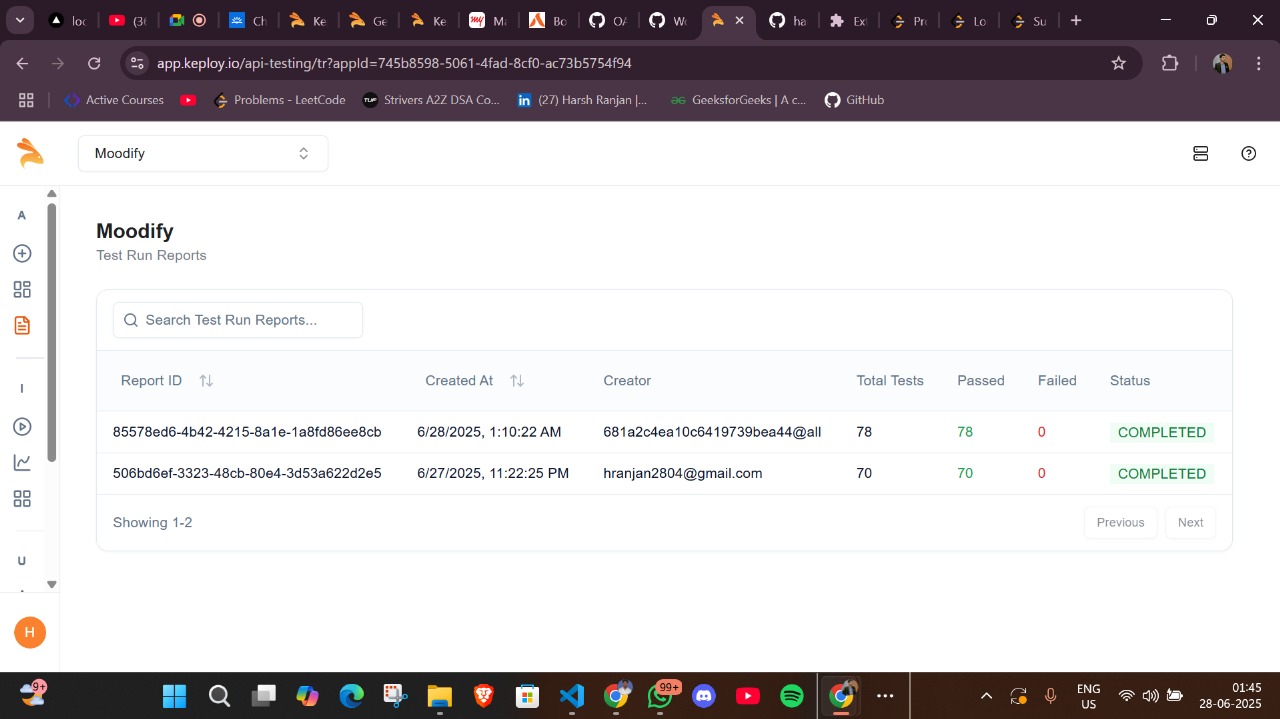 loc
(3(
Ch
Ke
Ge
Ke
my
Ma
Bo
OA
We
ha
Ext
Pro
Lo
Su
app.keploy.io/api-testing/tr?appId=745b8598-5061-4fad-8cf0-ac73b5754f94
Active Courses
Problems - LeetCode
TUF
Strivers A2Z DSA Co...
(27) Harsh Ranjan |...
GeeksforGeeks | A c...
GitHub
Moodify
A
Moodify
Test Run Reports
Search Test Run Reports...
Report ID Created At Creator Total Tests Passed Failed Status
85578ed6-4b42-4215-8a1e-1a8fd86ee8cb 6/28/2025, 1:10:22 AM 681a2c4ea10c6419739bea44@all 78 78 0 COMPLETED
506bd6ef-3323-48cb-80e4-3d53a622d2e5 6/27/2025, 11:22:25 PM hranjan2804@gmail.com 70 70 0 COMPLETED
Showing 1-2 Previous Next
I
U
H
9+
99+
ENG
US
01:45
28-06-2025